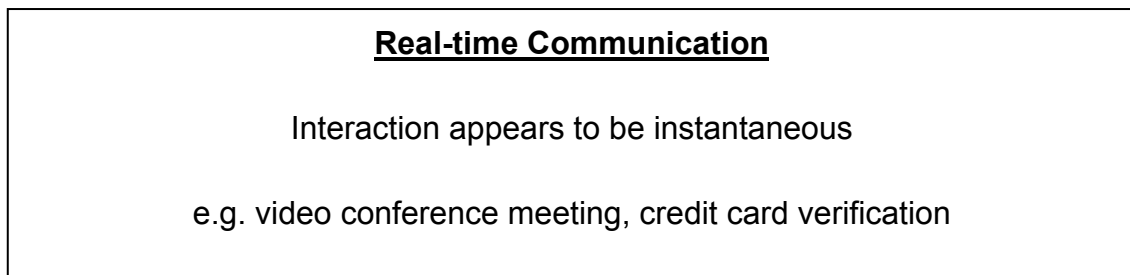 Real-time Communication
Interaction appears to be instantaneous
e.g. video conference meeting, credit card verification